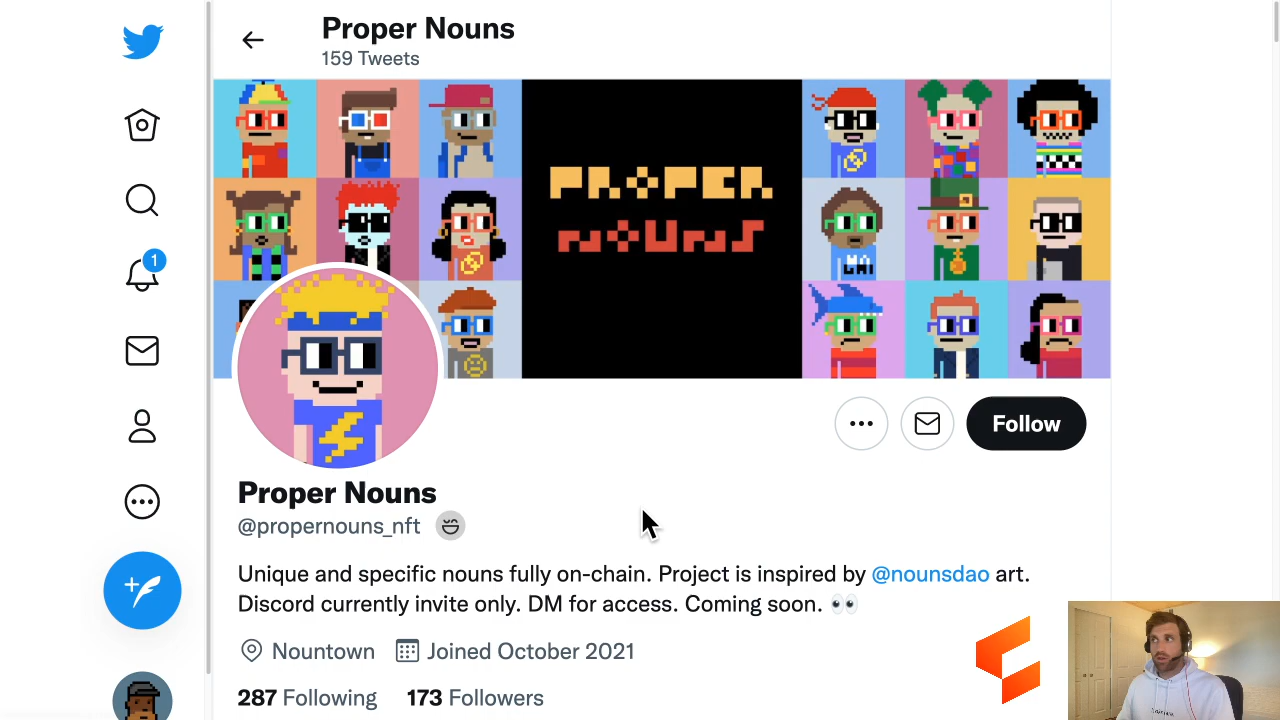 Proper Nouns
159 Tweets
PROPER
NOUNS
1
Follow
Proper Nouns
@propernouns_nft
Unique and specific nouns fully on-chain. Project is inspired by @nounsdao art.
Discord currently invite only. DM for access. Coming soon. 👀
Nountown Joined October 2021
287 Following 173 Followers